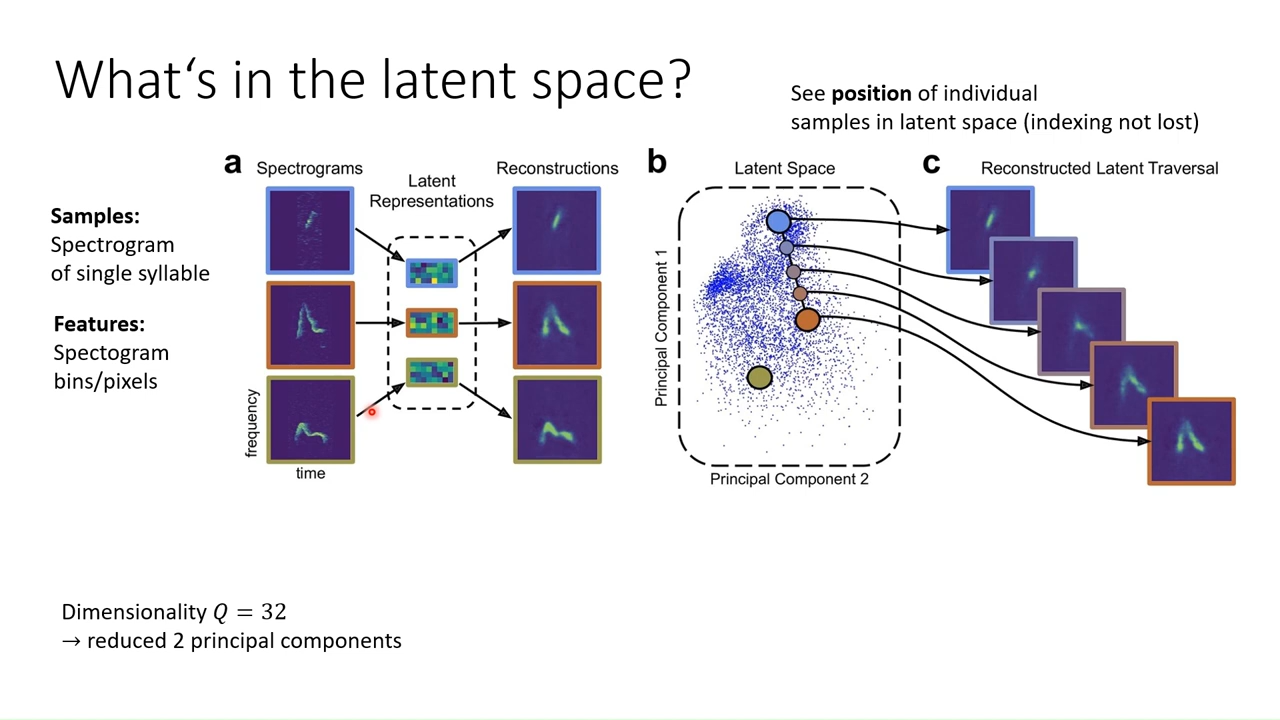 What‘s in the latent space?
See position of individual
samples in latent space (indexing not lost)
Samples:
Spectrogram
of single syllable
Features:
Spectogram
bins/pixels
a
Spectrograms
Latent
Representations
Reconstructions
frequency
time
b
Latent Space
Principal Component 1
Principal Component 2
c
Reconstructed Latent Traversal
Dimensionality Q = 32
→ reduced 2 principal components